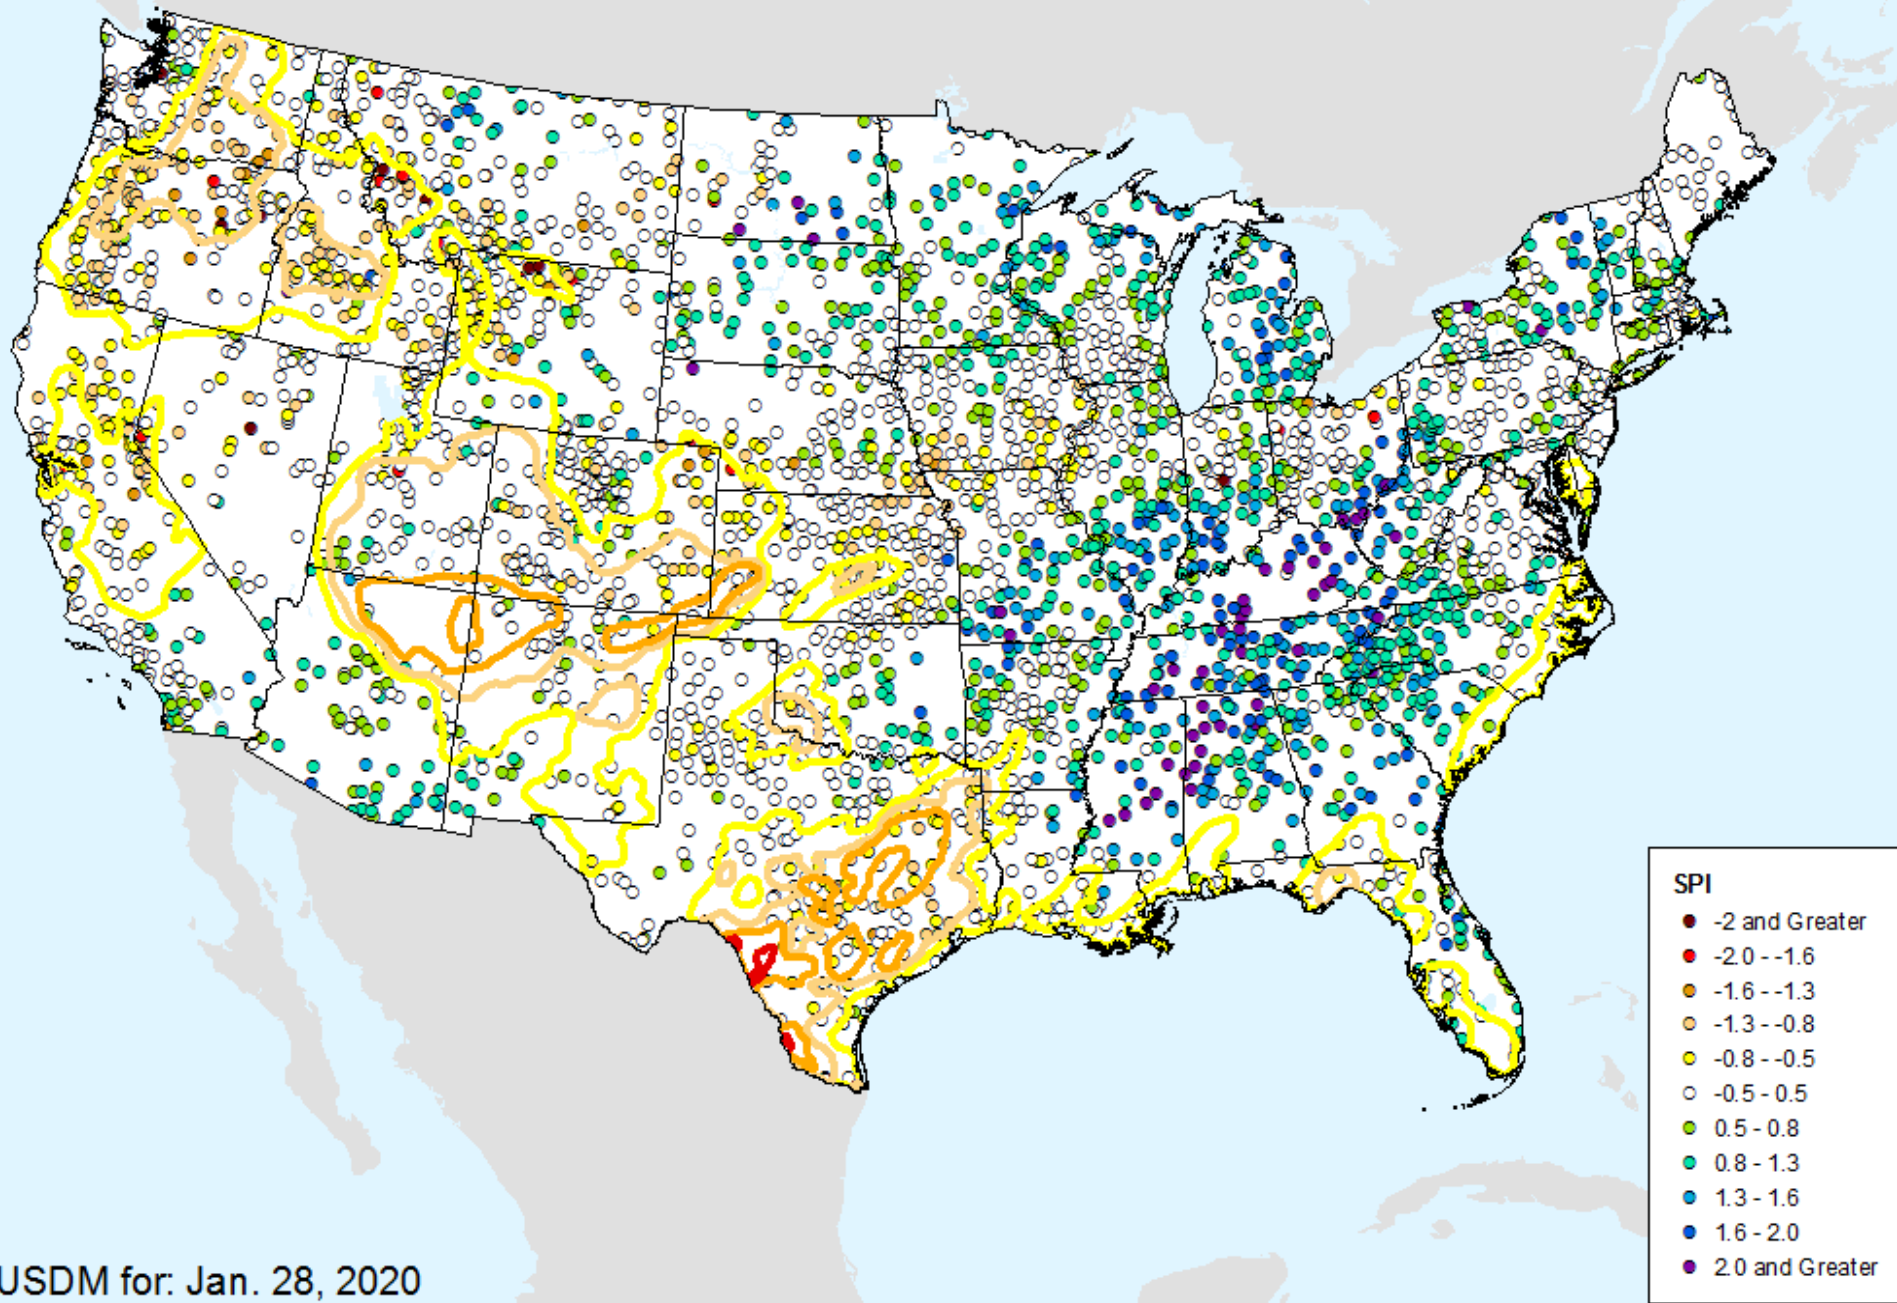 SPI
-2 and Greater
-2.0 - -1.6
-1.6 - -1.3
-1.3 - -0.8
-0.8 - -0.5
-0.5 - 0.5
0.5 - 0.8
0.8 - 1.3
1.3 - 1.6
1.6 - 2.0
2.0 and Greater
USDM for: Jan. 28, 2020